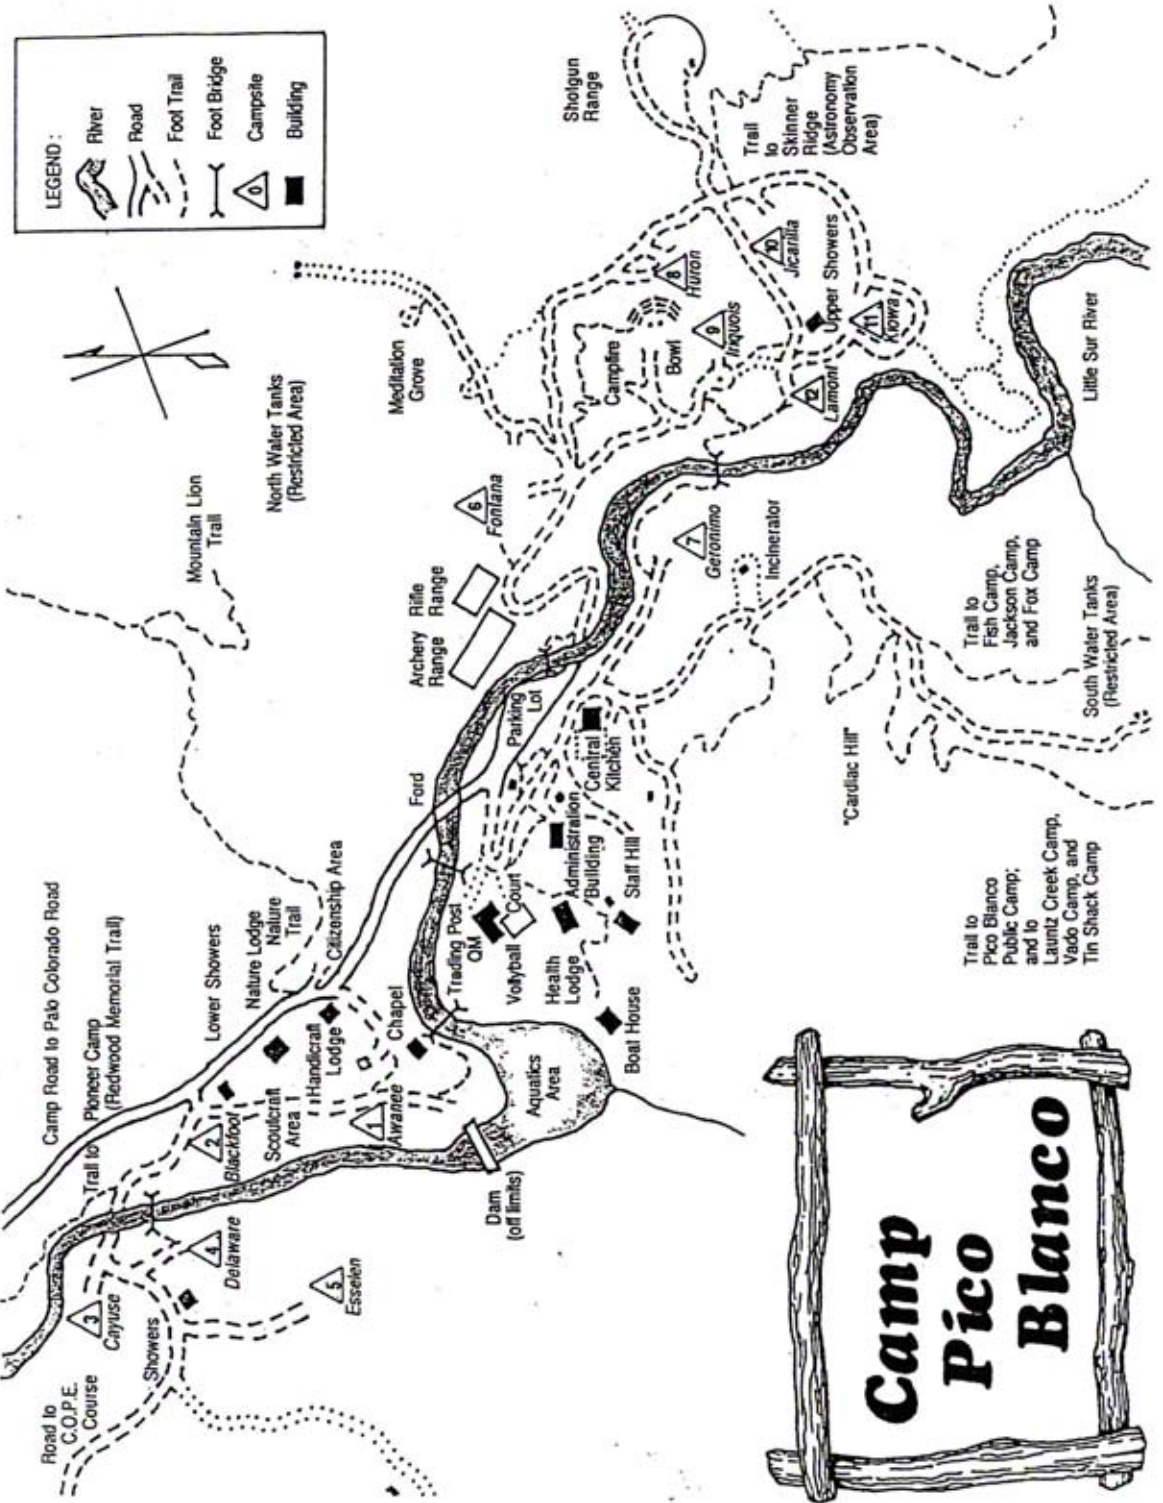 Camp
Pico
Blanco
LEGEND :
River
Road
Foot Trail
Foot Bridge
0
Campsite
Building
Road to
C.O.P.E.
Course
Showers
3
Cayuse
4
Delaware
5
Esselen
Camp Road to Palo Colorado Road
Trail to
Pioneer Camp
(Redwood Memorial Trail)
2
Blackfoot
Lower Showers
Scoutcraft
Area
Nature Lodge
Nature
Trail
Citizenship Area
Handicraft
Lodge
1
Awanee
Chapel
Dam
(off limits)
Aquatics
Area
Boat House
Trading Post
QM
Vollyball
Court
Health
Lodge
Administration
Building
Staff Hill
Ford
Parking
Lot
Central
Kitchen
Mountain Lion
Trail
North Water Tanks
(Restricted Area)
Archery
Range
Rifle
Range
6
Fontana
Meditation
Grove
Campfire
Bowl
8
Huron
9
Iriquois
10
Jicarilla
Upper Showers
11
Kiowa
12
Lamont
7
Geronimo
Incinerator
Shotgun
Range
Trail
to
Skinner
Ridge
(Astronomy
Observation
Area)
Little Sur River
"Cardiac Hill"
Trail to
Fish Camp,
Jackson Camp,
and Fox Camp
South Water Tanks
(Restricted Area)
Trail to
Pico Blanco
Public Camp;
and to
Launtz Creek Camp,
Vado Camp, and
Tin Shack Camp